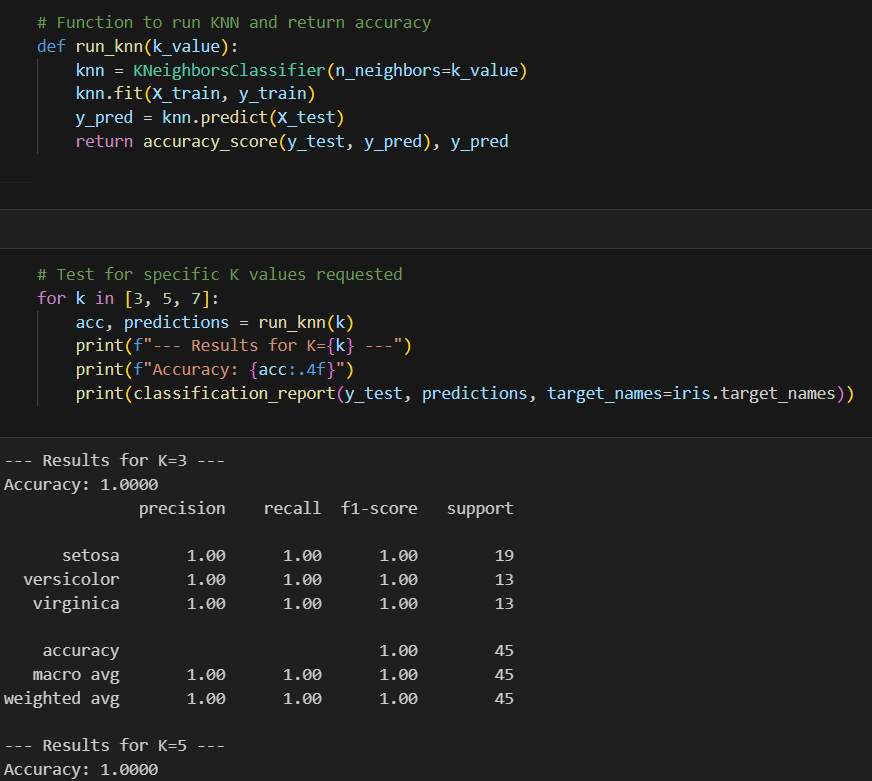 # Function to run KNN and return accuracy
def run_knn(k_value):
    knn = KNeighborsClassifier(n_neighbors=k_value)
    knn.fit(X_train, y_train)
    y_pred = knn.predict(X_test)
    return accuracy_score(y_test, y_pred), y_pred
# Test for specific K values requested
for k in [3, 5, 7]:
    acc, predictions = run_knn(k)
    print(f"--- Results for K={k} ---")
    print(f"Accuracy: {acc:.4f}")
    print(classification_report(y_test, predictions, target_names=iris.target_names))
--- Results for K=3 ---
Accuracy: 1.0000
              precision    recall  f1-score   support
      setosa       1.00      1.00      1.00        19
  versicolor       1.00      1.00      1.00        13
   virginica       1.00      1.00      1.00        13
    accuracy                           1.00        45
   macro avg       1.00      1.00      1.00        45
weighted avg       1.00      1.00      1.00        45
--- Results for K=5 ---
Accuracy: 1.0000